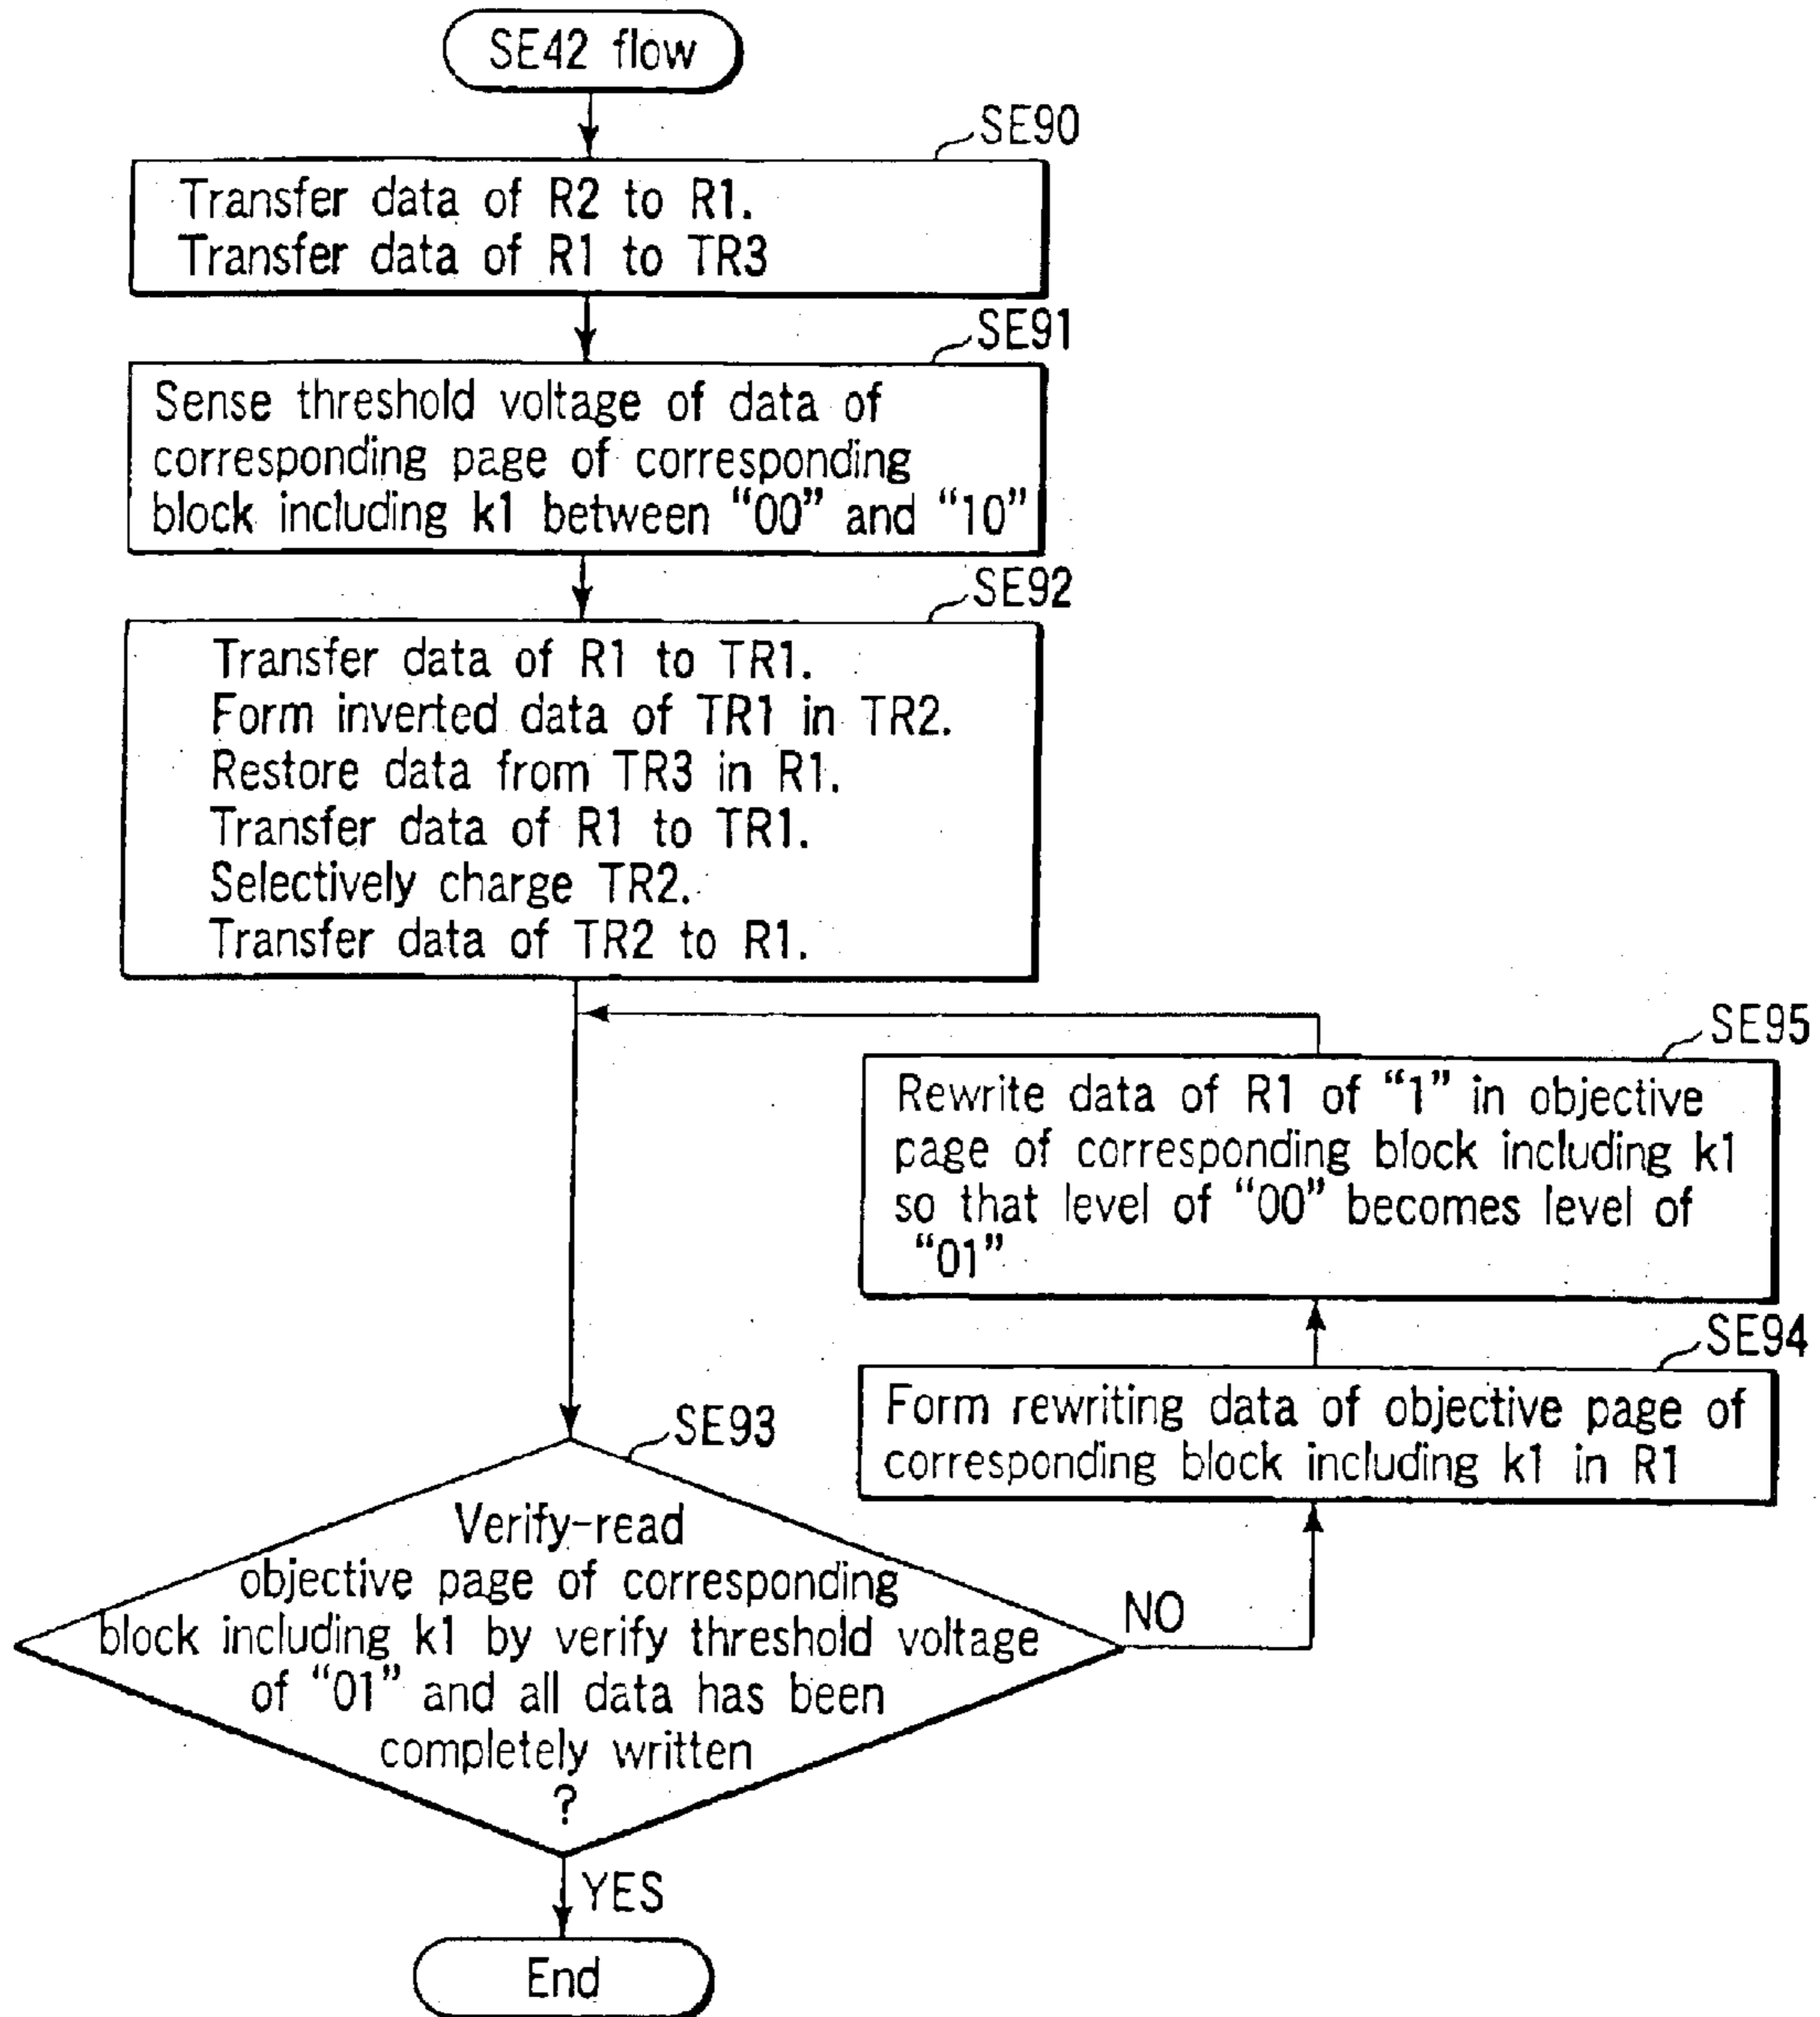 SE42 flow
SE90
Transfer data of R2 to R1.
Transfer data of R1 to TR3
SE91
Sense threshold voltage of data of
corresponding page of corresponding
block including k1 between “00” and “10”
SE92
Transfer data of R1 to TR1.
Form inverted data of TR1 in TR2.
Restore data from TR3 in R1.
Transfer data of R1 to TR1.
Selectively charge TR2.
Transfer data of TR2 to R1.
SE95
Rewrite data of R1 of “1” in objective
page of corresponding block including k1
so that level of “00” becomes level of
“01”
SE94
Form rewriting data of objective page of
corresponding block including k1 in R1
SE93
Verify-read
objective page of corresponding
block including k1 by verify threshold voltage
of “01” and all data has been
completely written
?
NO
YES
End